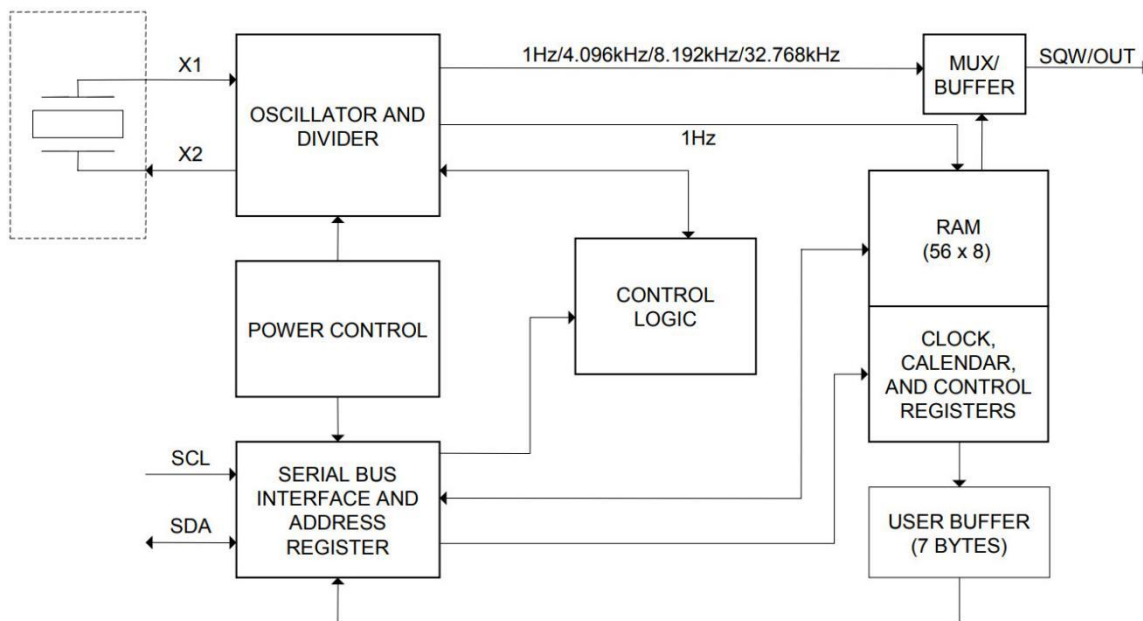 X1
X2
OSCILLATOR AND
DIVIDER
1Hz/4.096kHz/8.192kHz/32.768kHz
MUX/
BUFFER
SQW/OUT
1Hz
RAM
(56 x 8)
POWER CONTROL
CONTROL
LOGIC
CLOCK,
CALENDAR,
AND CONTROL
REGISTERS
SCL
SDA
SERIAL BUS
INTERFACE AND
ADDRESS
REGISTER
USER BUFFER
(7 BYTES)